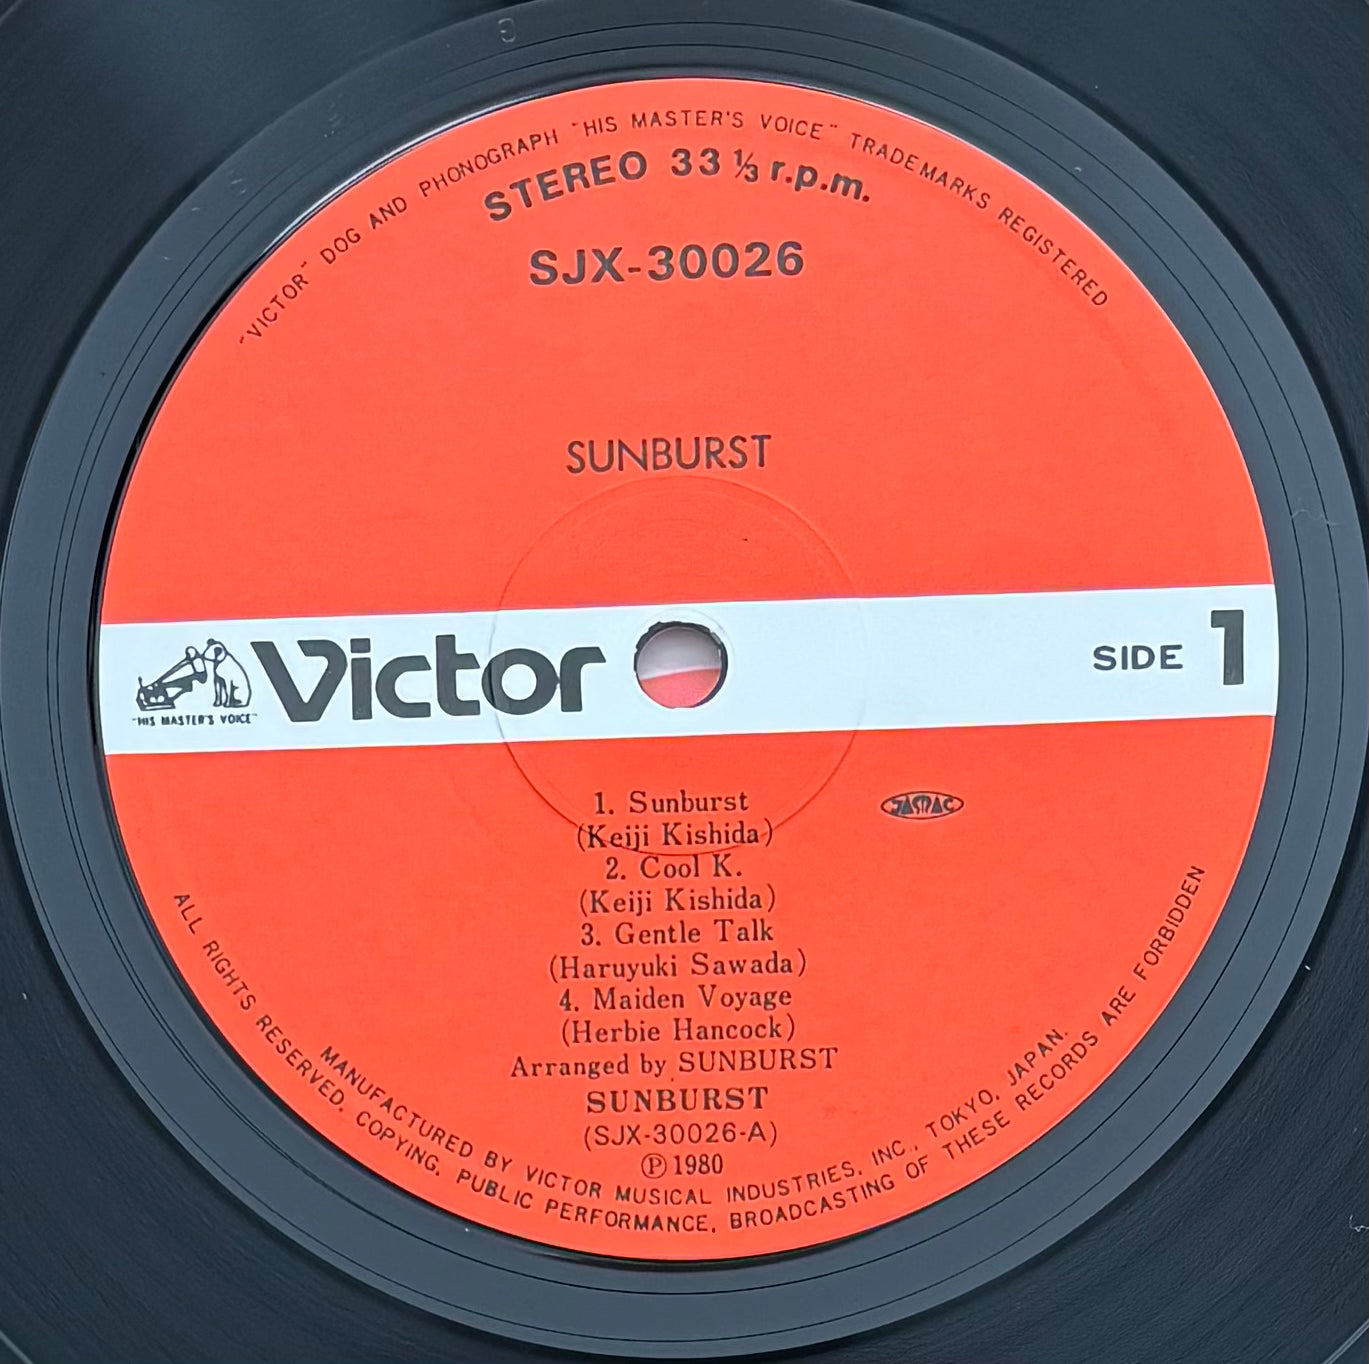 "VICTOR" DOG AND PHONOGRAPH "HIS MASTER'S VOICE" TRADEMARKS REGISTERED
STEREO 33 ⅓ r.p.m.
SJX-30026
SUNBURST
"HIS MASTER'S VOICE"
Victor
SIDE 1
1. Sunburst
JASRAC
(Keiji Kishida)
2. Cool K.
(Keiji Kishida)
3. Gentle Talk
(Haruyuki Sawada)
4. Maiden Voyage
(Herbie Hancock)
Arranged by SUNBURST
SUNBURST
(SJX-30026-A)
℗ 1980
MANUFACTURED BY VICTOR MUSICAL INDUSTRIES, INC., TOKYO, JAPAN.
ALL RIGHTS RESERVED. COPYING, PUBLIC PERFORMANCE, BROADCASTING OF THESE RECORDS ARE FORBIDDEN